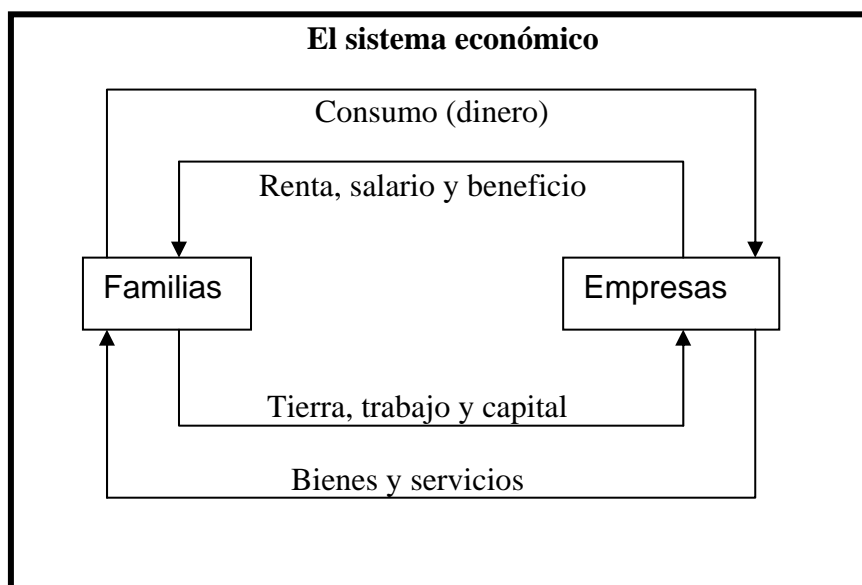 El sistema económico
Consumo (dinero)
Renta, salario y beneficio
Familias
Empresas
Tierra, trabajo y capital
Bienes y servicios